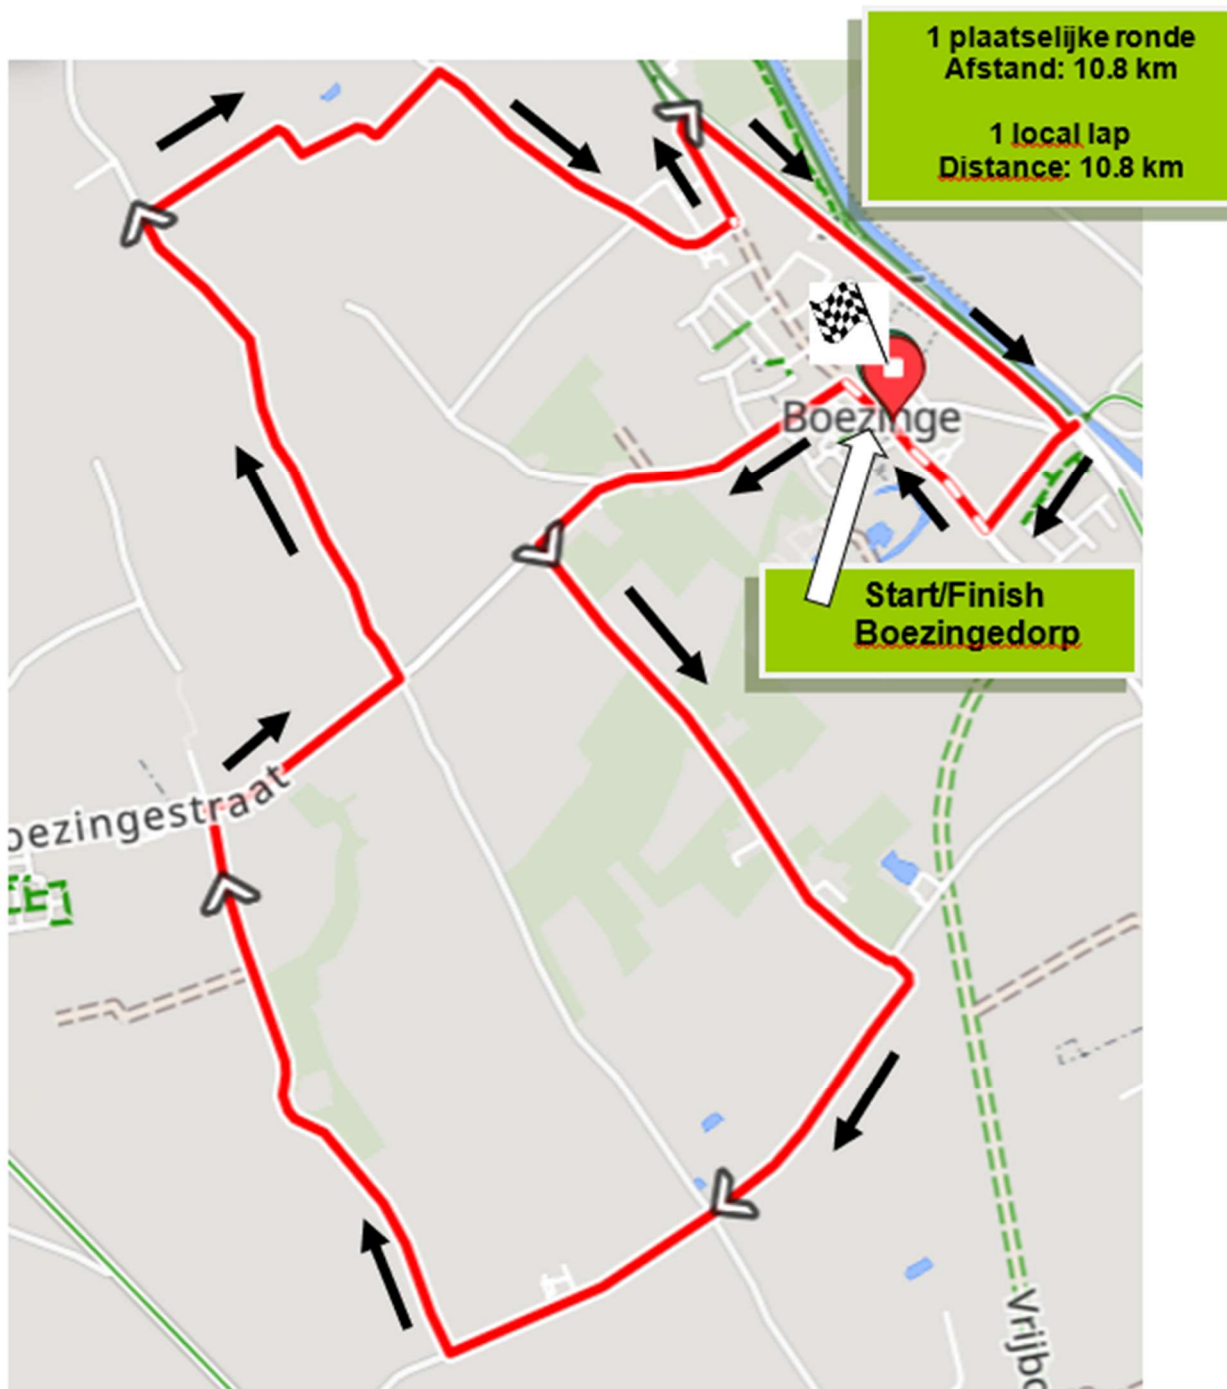 1 plaatselijke ronde
Afstand: 10.8 km
1 local lap
Distance: 10.8 km
Boezinge
Start/Finish
Boezingedorp
oezingestraat
Vrijbo